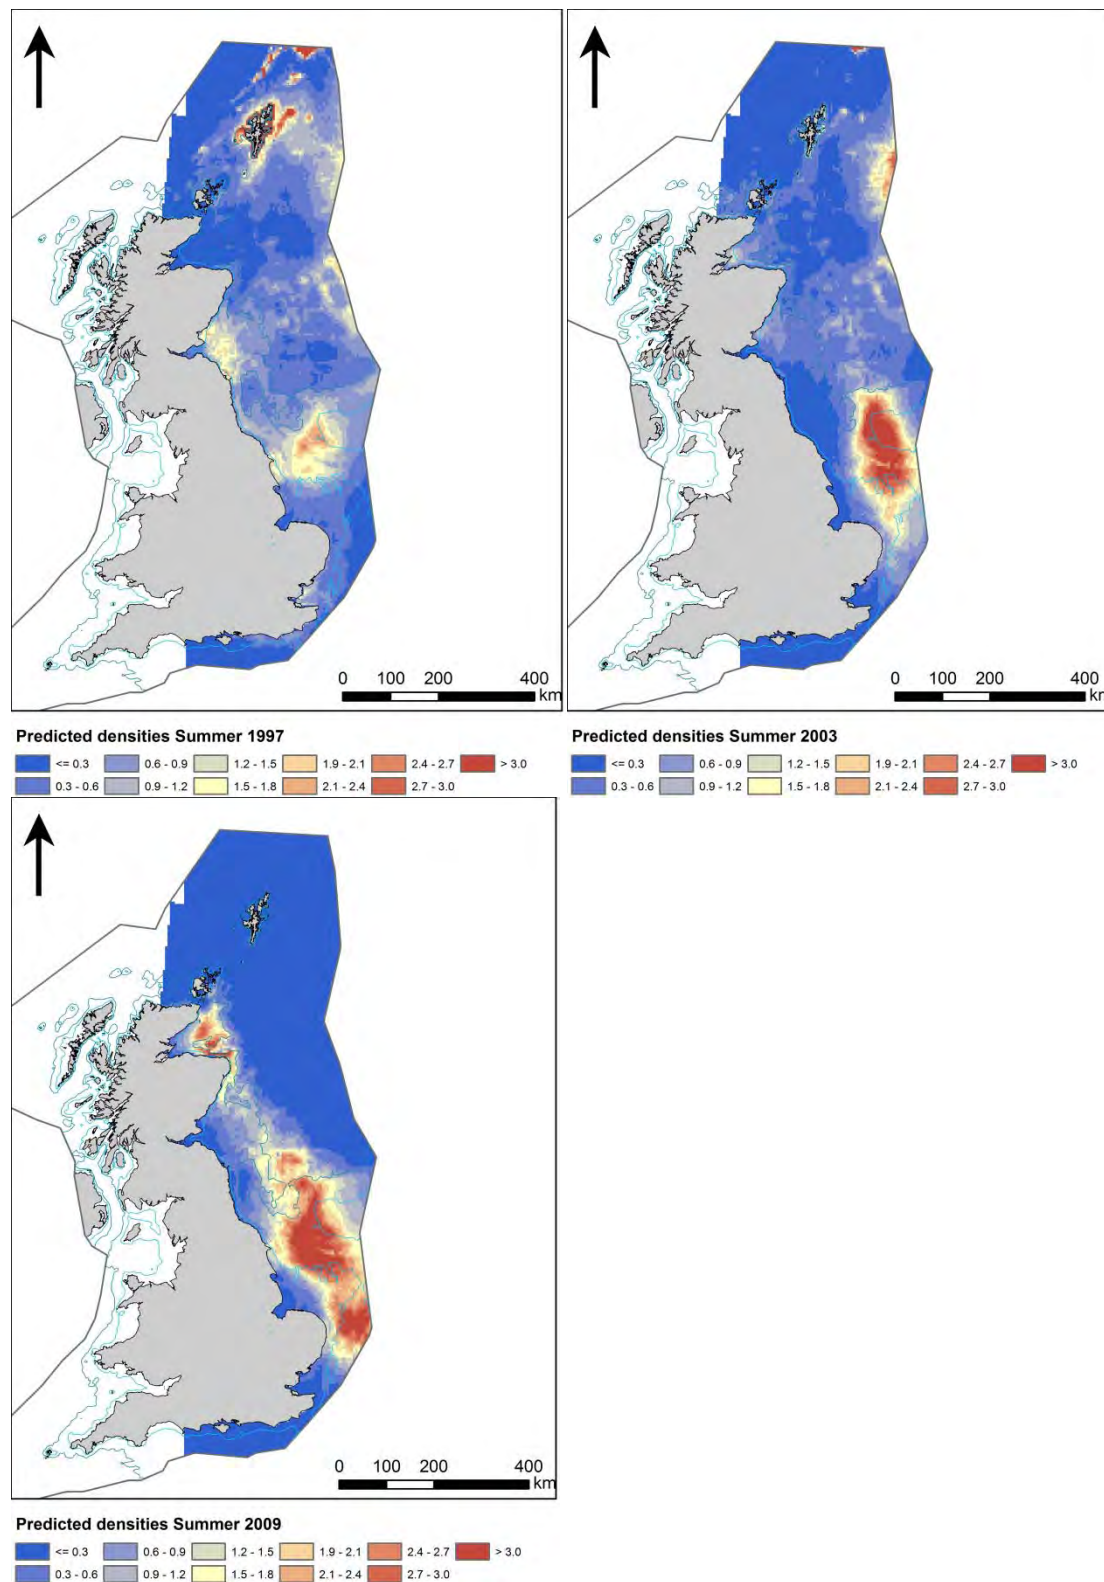 0 100 200 400
km
0 100 200 400
km
Predicted densities Summer 1997
<= 0.3 0.6 - 0.9 1.2 - 1.5 1.9 - 2.1 2.4 - 2.7 > 3.0
0.3 - 0.6 0.9 - 1.2 1.5 - 1.8 2.1 - 2.4 2.7 - 3.0
Predicted densities Summer 2003
<= 0.3 0.6 - 0.9 1.2 - 1.5 1.9 - 2.1 2.4 - 2.7 > 3.0
0.3 - 0.6 0.9 - 1.2 1.5 - 1.8 2.1 - 2.4 2.7 - 3.0
0 100 200 400
km
Predicted densities Summer 2009
<= 0.3 0.6 - 0.9 1.2 - 1.5 1.9 - 2.1 2.4 - 2.7 > 3.0
0.3 - 0.6 0.9 - 1.2 1.5 - 1.8 2.1 - 2.4 2.7 - 3.0